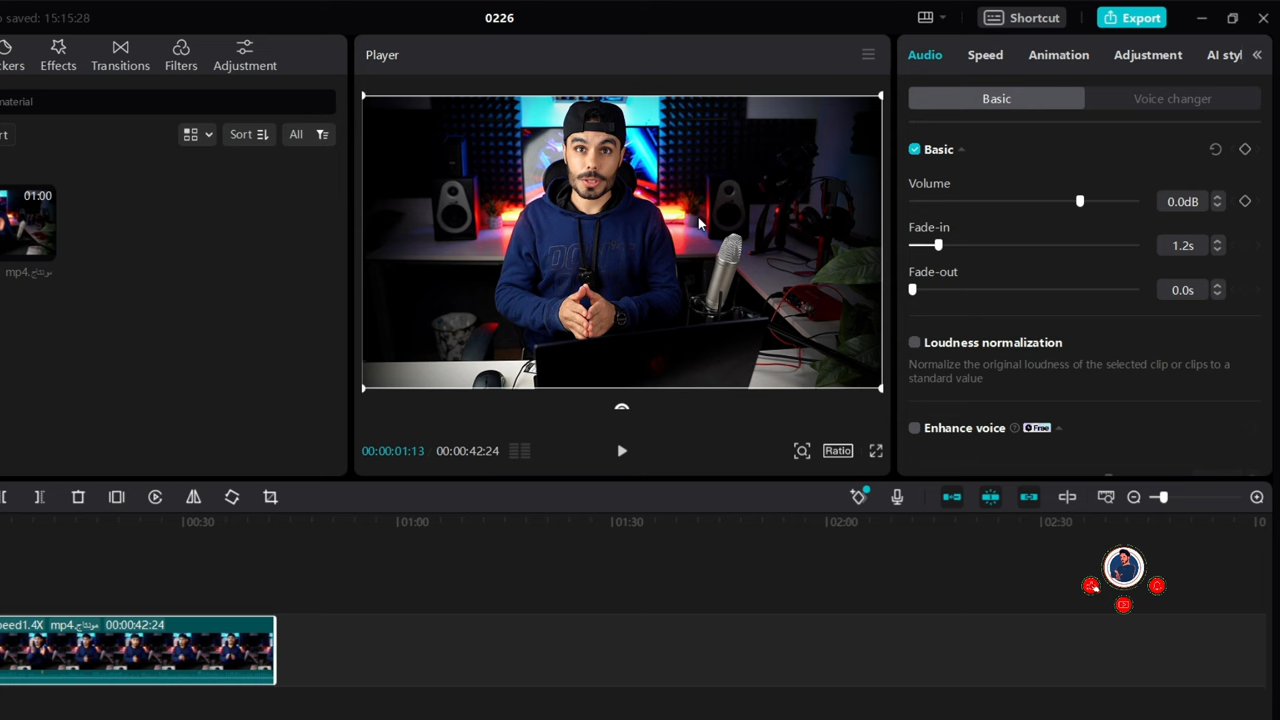 o saved: 15:15:28
0226
Shortcut
Export
kers
Effects
Transitions
Filters
Adjustment
Player
Audio
Speed
Animation
Adjustment
AI styl
material
Basic
Voice changer
rt
Sort
All
Basic
01:00
Volume
0.0dB
Fade-in
1.2s
mp4.مونتاج
Fade-out
0.0s
Loudness normalization
Normalize the original loudness of the selected clip or clips to a
standard value
Enhance voice
Free
00:00:01:13 / 00:00:42:24
Ratio
00:30
01:00
01:30
02:00
02:30
0
peed1.4X mp4.مونتاج 00:00:42:24